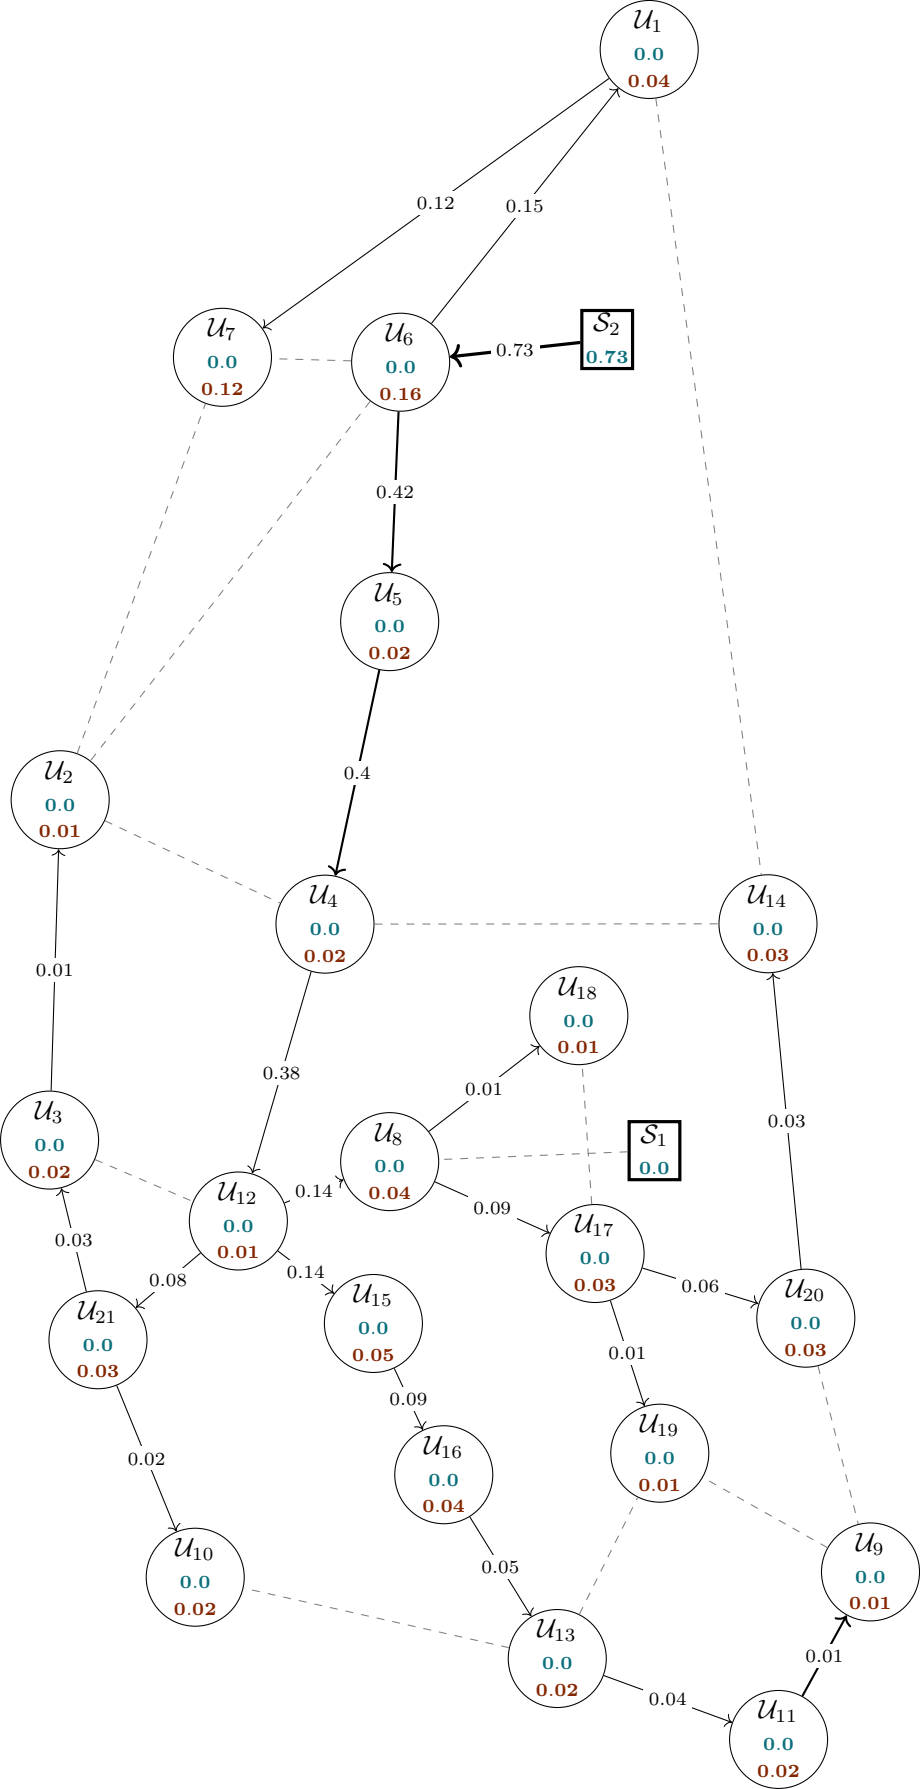 𝒰₁
0.0
0.04
0.12
0.15
𝒰₇
0.0
0.12
𝒰₆
0.0
0.16
0.73
𝒮₂
0.73
0.42
𝒰₅
0.0
0.02
0.4
𝒰₂
0.0
0.01
𝒰₄
0.0
0.02
𝒰₁₄
0.0
0.03
0.01
𝒰₁₈
0.0
0.01
0.38
0.01
0.03
𝒰₃
0.0
0.02
𝒰₈
0.0
0.04
𝒮₁
0.0
𝒰₁₂
0.0
0.01
0.14
0.09
𝒰₁₇
0.0
0.03
0.03
0.08
0.14
0.06
𝒰₂₁
0.0
0.03
𝒰₁₅
0.0
0.05
𝒰₂₀
0.0
0.03
0.01
0.09
0.02
𝒰₁₆
0.0
0.04
𝒰₁₉
0.0
0.01
𝒰₁₀
0.0
0.02
0.05
𝒰₉
0.0
0.01
𝒰₁₃
0.0
0.02
0.01
0.04
𝒰₁₁
0.0
0.02